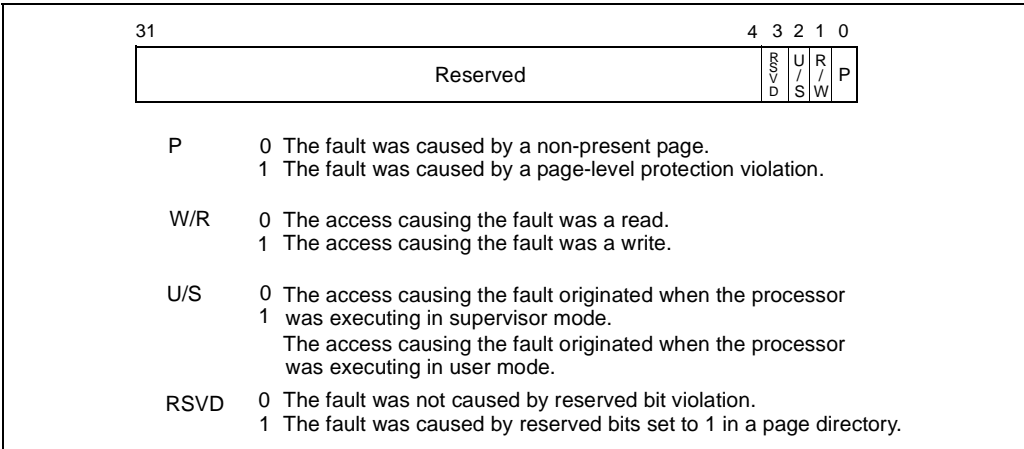 31 4 3 2 1 0
Reserved RSVD U/S R/W P
P 0 The fault was caused by a non-present page.
1 The fault was caused by a page-level protection violation.
W/R 0 The access causing the fault was a read.
1 The access causing the fault was a write.
U/S 0 The access causing the fault originated when the processor
1 was executing in supervisor mode.
The access causing the fault originated when the processor
was executing in user mode.
RSVD 0 The fault was not caused by reserved bit violation.
1 The fault was caused by reserved bits set to 1 in a page directory.